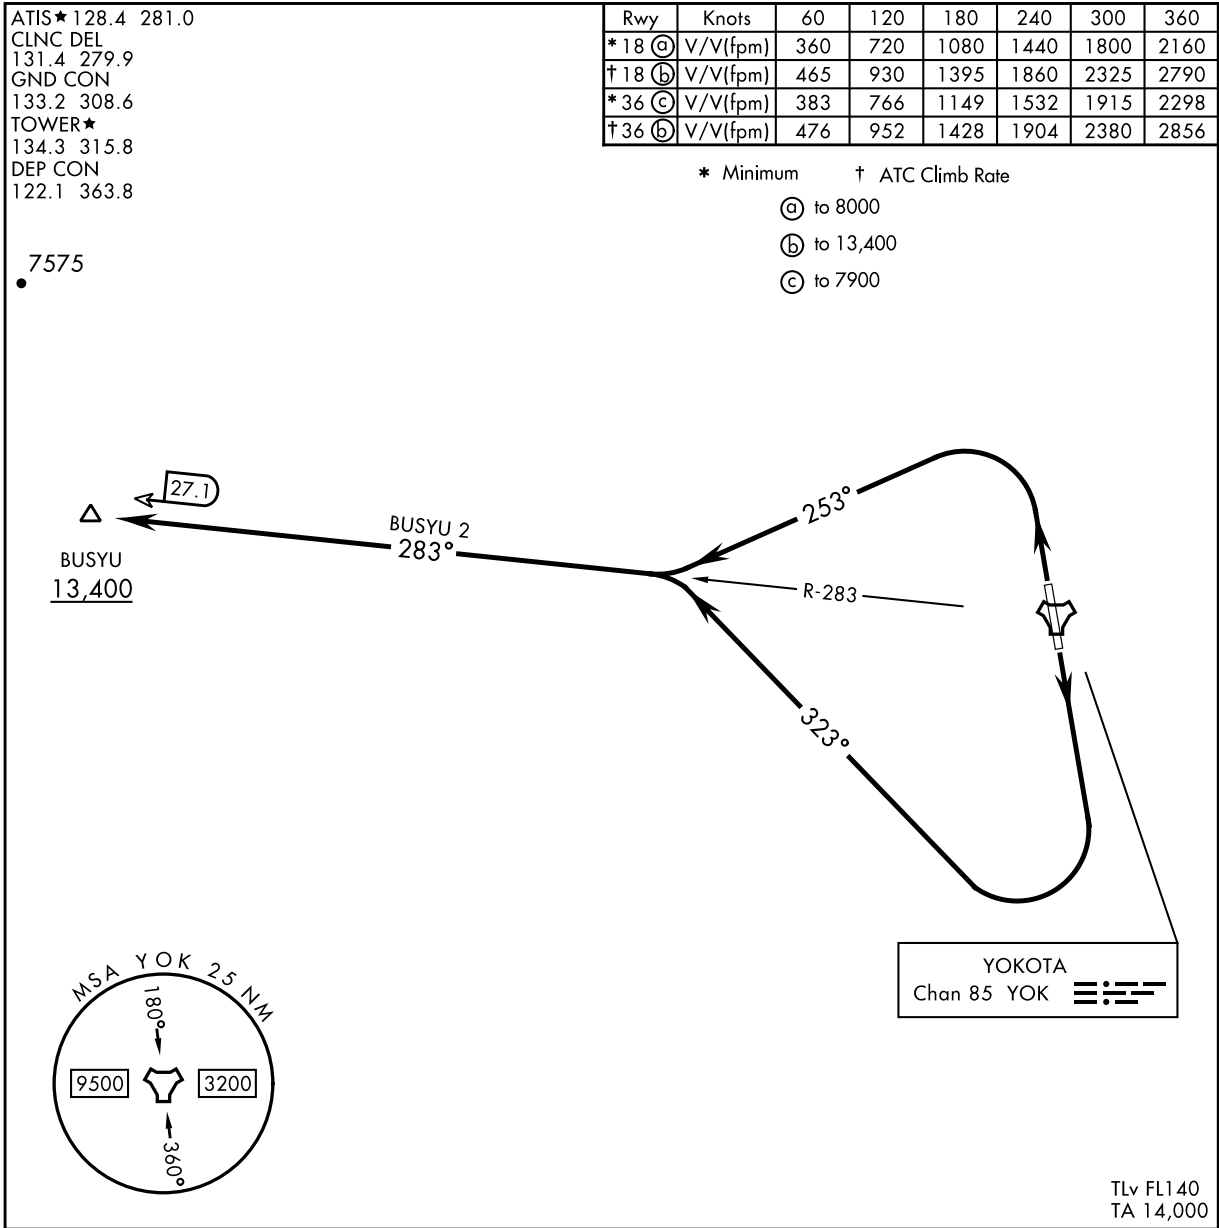 ATIS★ 128.4 281.0
CLNC DEL
131.4 279.9
GND CON
133.2 308.6
TOWER★
134.3 315.8
DEP CON
122.1 363.8
Rwy Knots 60 120 180 240 300 360
* 18 ⓐ V/V(fpm) 360 720 1080 1440 1800 2160
† 18 ⓑ V/V(fpm) 465 930 1395 1860 2325 2790
* 36 ⓒ V/V(fpm) 383 766 1149 1532 1915 2298
† 36 ⓑ V/V(fpm) 476 952 1428 1904 2380 2856
* Minimum † ATC Climb Rate
ⓐ to 8000
ⓑ to 13,400
ⓒ to 7900
7575
27.1
BUSYU
13,400
BUSYU 2
283°
253°
R-283
323°
YOKOTA
Chan 85 YOK
MSA YOK 25 NM
180°
9500 3200
360°
TLv FL140
TA 14,000